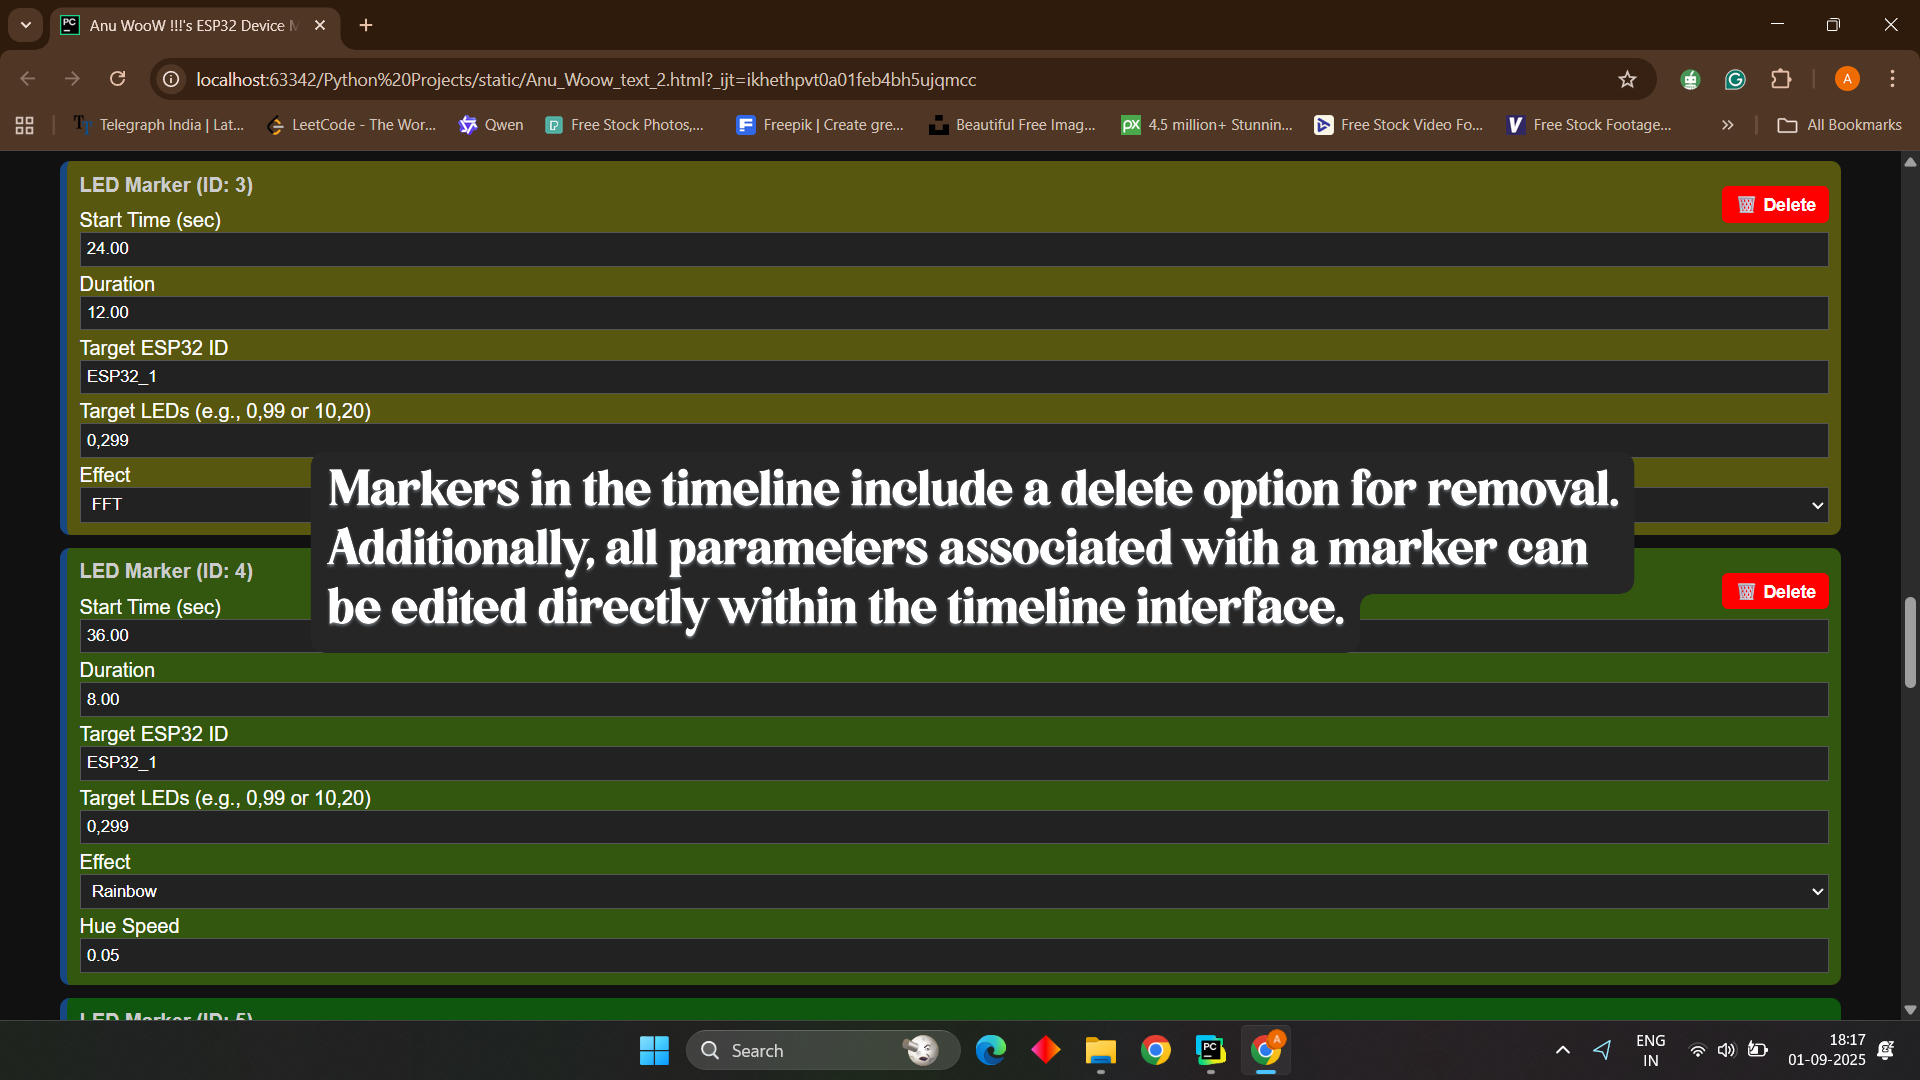 Anu WooW !!!'s ESP32 Device
localhost:63342/Python%20Projects/static/Anu_Woow_text_2.html?_ijt=ikhethpvt0a01feb4bh5ujqmcc
A
Telegraph India | Lat...
LeetCode - The Wor...
Qwen
Free Stock Photos,...
Freepik | Create gre...
Beautiful Free Imag...
4.5 million+ Stunnin...
Free Stock Video Fo...
Free Stock Footage...
All Bookmarks
LED Marker (ID: 3)
Delete
Start Time (sec)
24.00
Duration
12.00
Target ESP32 ID
ESP32_1
Target LEDs (e.g., 0,99 or 10,20)
0,299
Effect
FFT
Markers in the timeline include a delete option for removal.
Additionally, all parameters associated with a marker can
be edited directly within the timeline interface.
LED Marker (ID: 4)
Delete
Start Time (sec)
36.00
Duration
8.00
Target ESP32 ID
ESP32_1
Target LEDs (e.g., 0,99 or 10,20)
0,299
Effect
Rainbow
Hue Speed
0.05
LED Marker (ID: 5)
Search
ENG
IN
18:17
01-09-2025